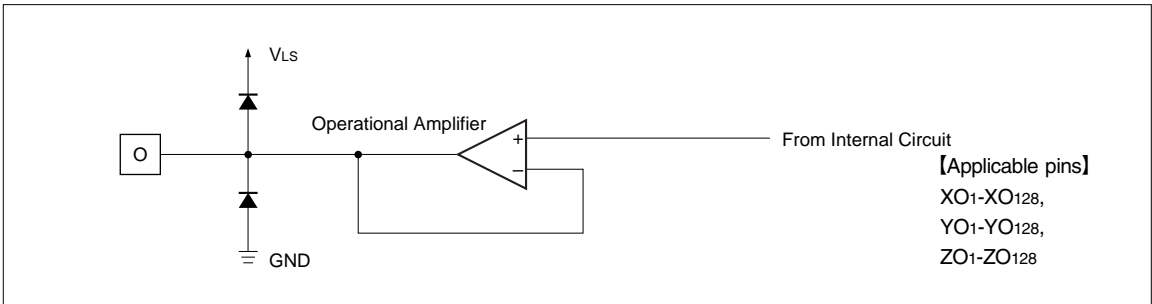 VLS
Operational Amplifier
O
+
−
From Internal Circuit
【Applicable pins】
XO1-XO128,
YO1-YO128,
ZO1-ZO128
GND